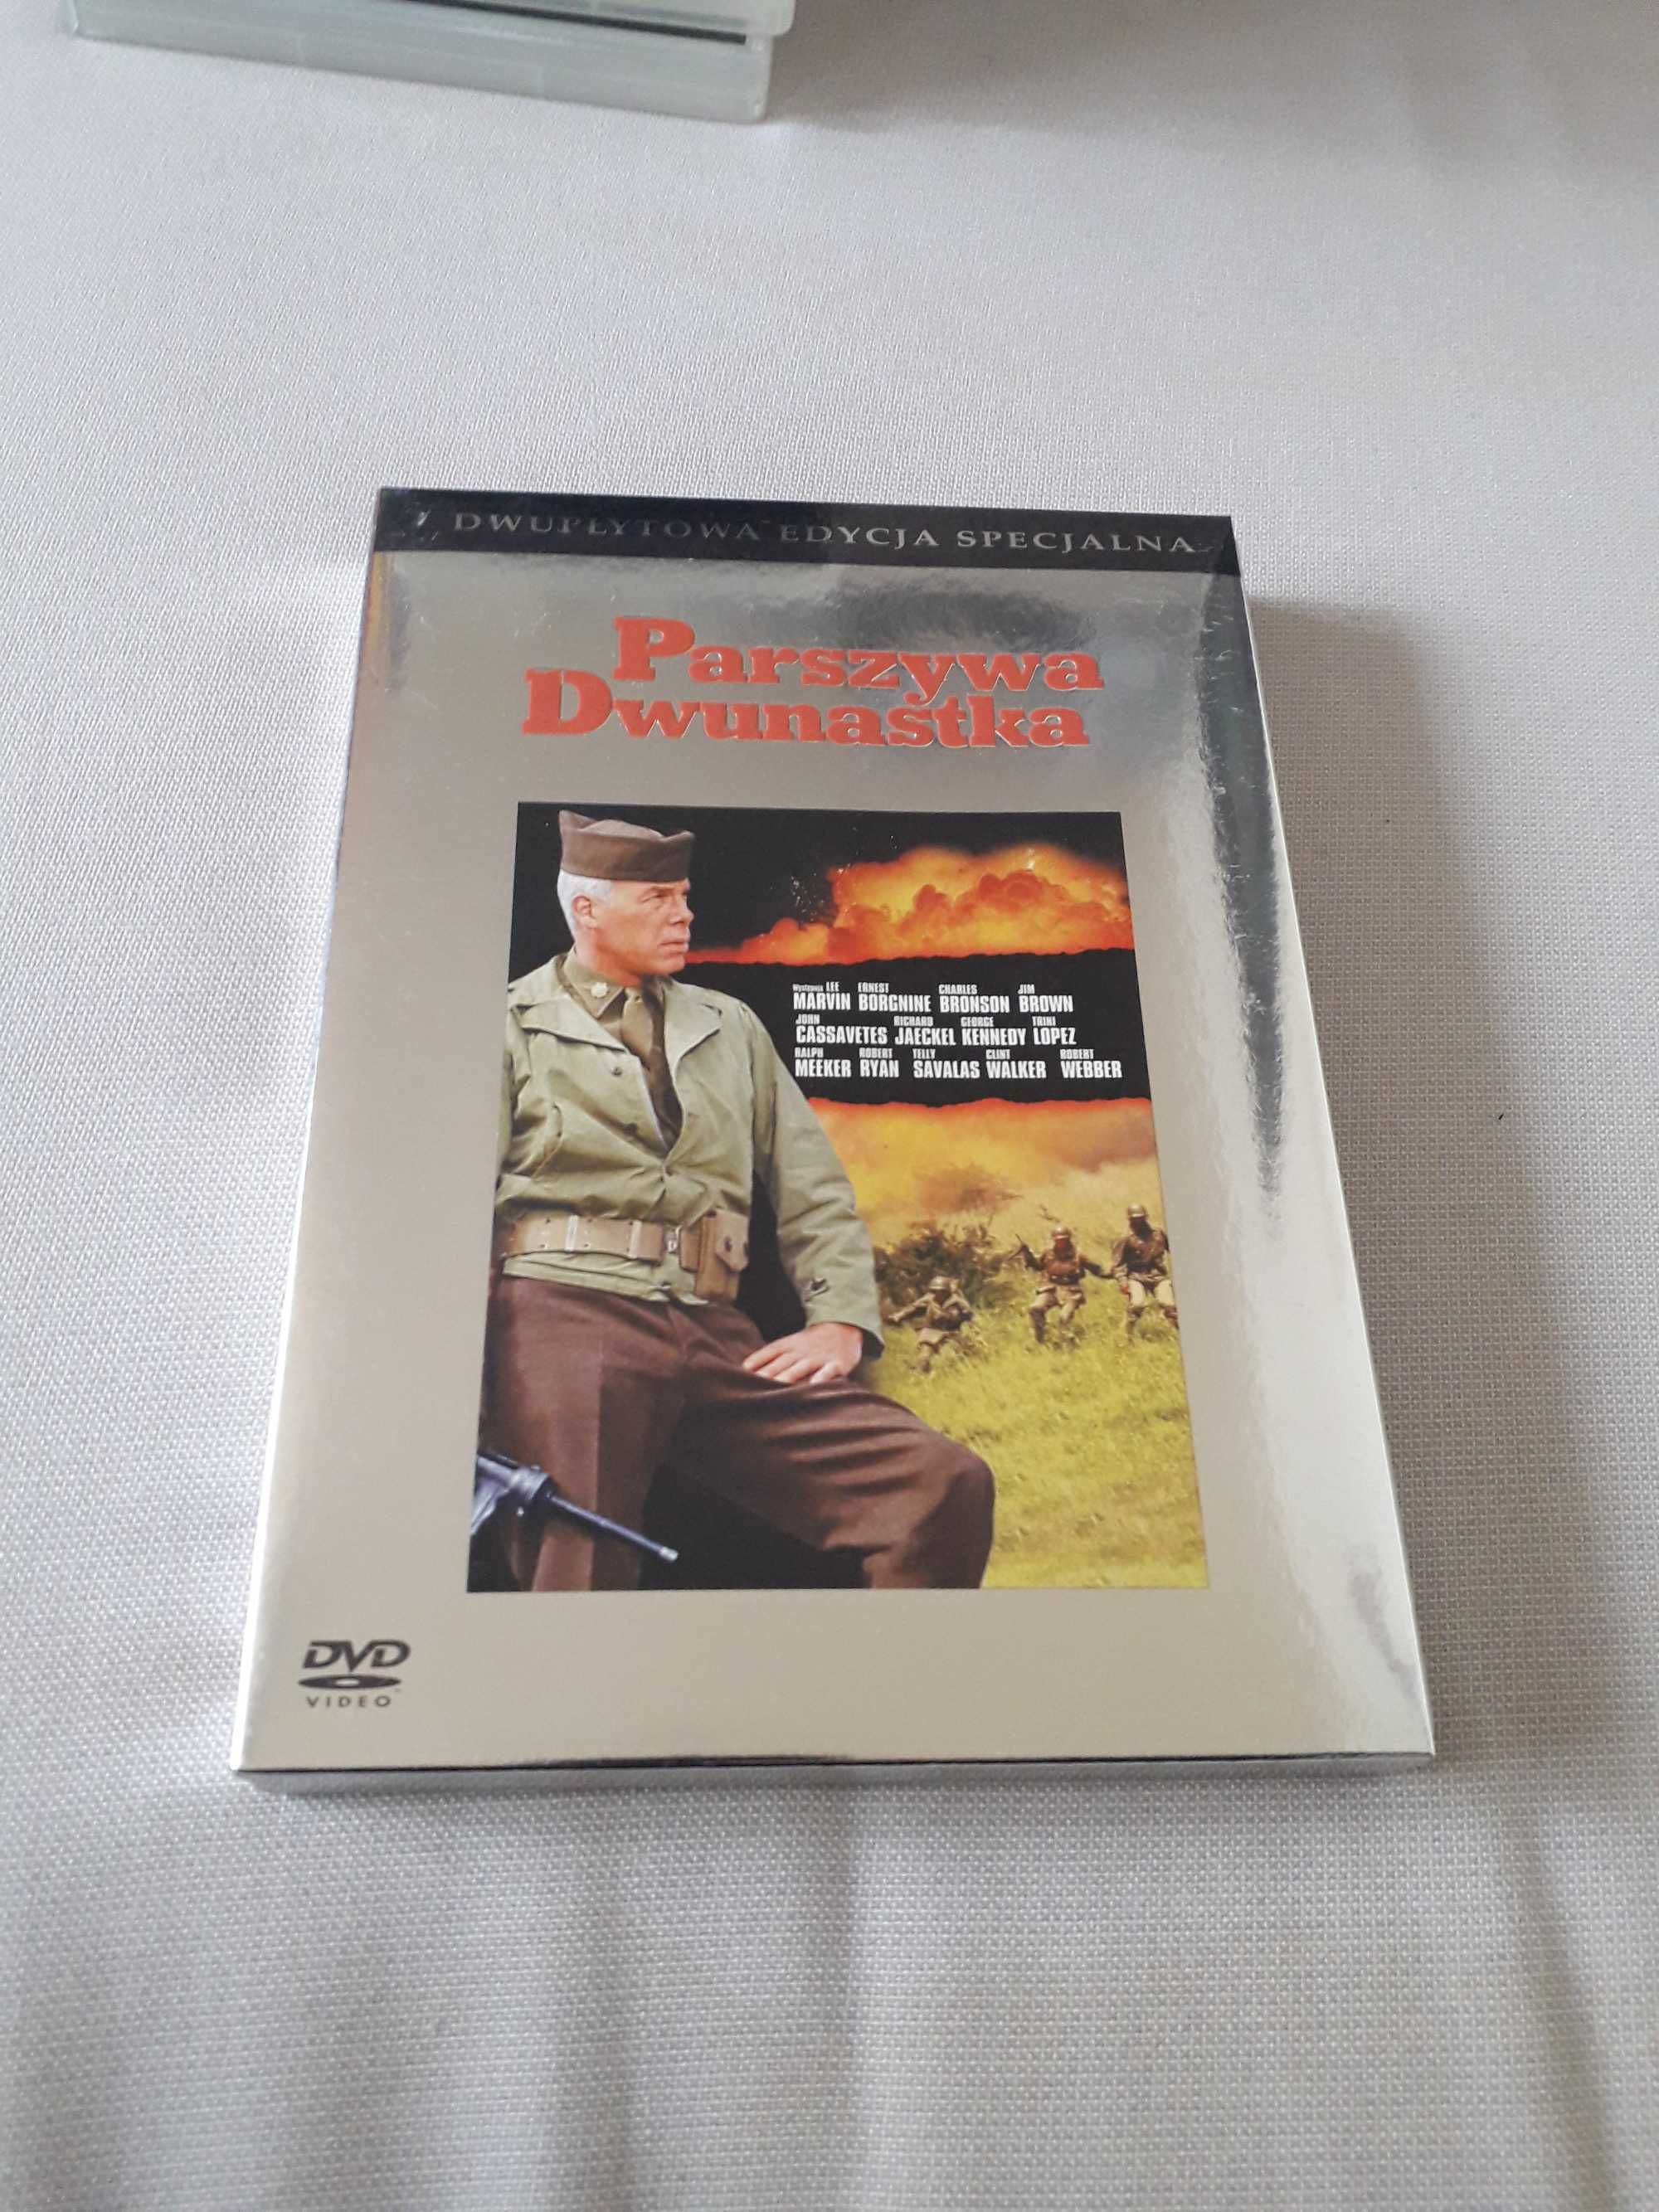 DWUPŁYTOWA EDYCJA SPECJALNA
Parszywa
Dwunastka
Występują LEE ERNEST CHARLES JIM
MARVIN BORGNINE BRONSON BROWN
JOHN RICHARD GEORGE TRINI
CASSAVETES JAECKEL KENNEDY LOPEZ
RALPH ROBERT TELLY CLINT ROBERT
MEEKER RYAN SAVALAS WALKER WEBBER
DVD
VIDEO